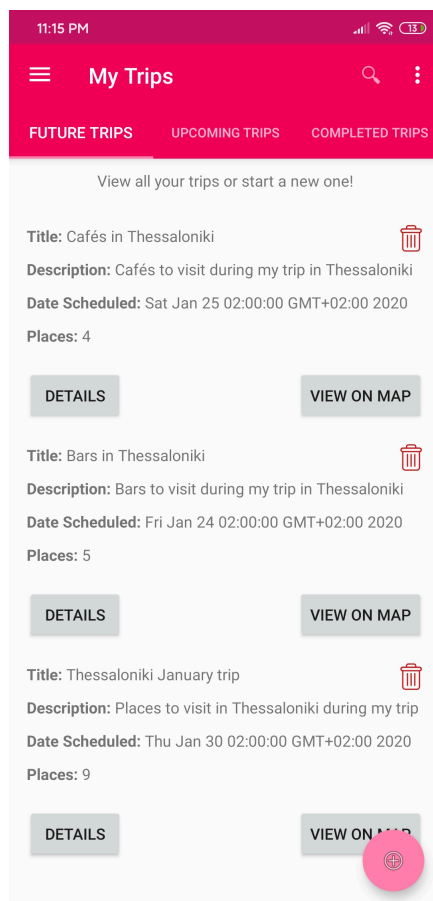 11:15 PM 13
My Trips
FUTURE TRIPS UPCOMING TRIPS COMPLETED TRIPS
View all your trips or start a new one!
Title: Cafés in Thessaloniki
Description: Cafés to visit during my trip in Thessaloniki
Date Scheduled: Sat Jan 25 02:00:00 GMT+02:00 2020
Places: 4
DETAILS VIEW ON MAP
Title: Bars in Thessaloniki
Description: Bars to visit during my trip in Thessaloniki
Date Scheduled: Fri Jan 24 02:00:00 GMT+02:00 2020
Places: 5
DETAILS VIEW ON MAP
Title: Thessaloniki January trip
Description: Places to visit in Thessaloniki during my trip
Date Scheduled: Thu Jan 30 02:00:00 GMT+02:00 2020
Places: 9
DETAILS VIEW ON